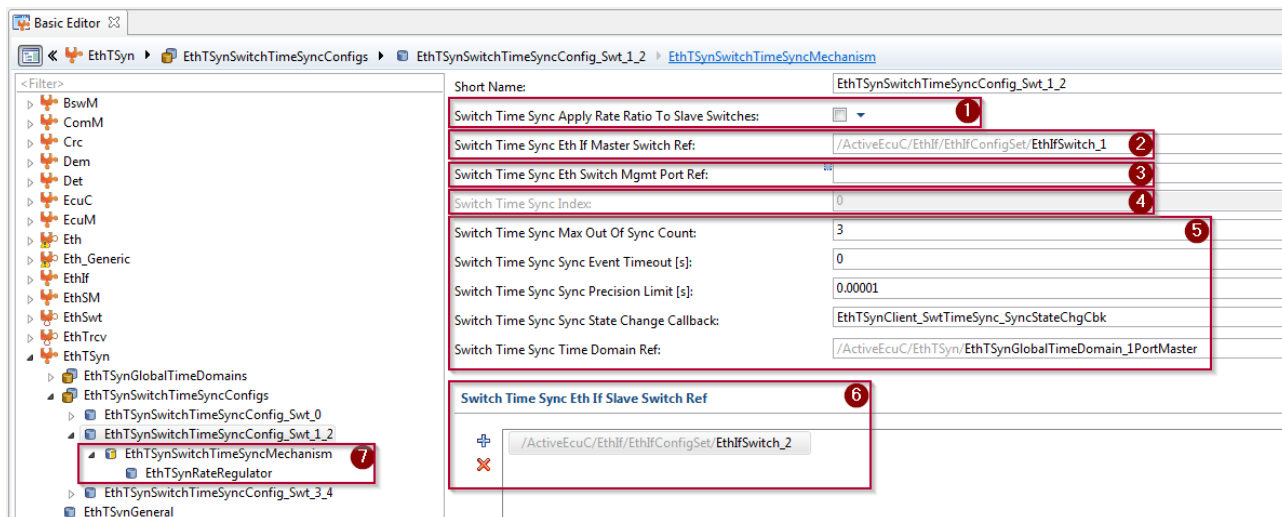 Basic Editor
EthTSyn EthTSynSwitchTimeSyncConfigs EthTSynSwitchTimeSyncConfig_Swt_1_2 EthTSynSwitchTimeSyncMechanism
<Filter>
BswM
ComM
Crc
Dem
Det
EcuC
EcuM
Eth
Eth_Generic
EthIf
EthSM
EthSwt
EthTrcv
EthTSyn
EthTSynGlobalTimeDomains
EthTSynSwitchTimeSyncConfigs
EthTSynSwitchTimeSyncConfig_Swt_0
EthTSynSwitchTimeSyncConfig_Swt_1_2
EthTSynSwitchTimeSyncMechanism 7
EthTSynRateRegulator
EthTSynSwitchTimeSyncConfig_Swt_3_4
EthTSynGeneral
Short Name: EthTSynSwitchTimeSyncConfig_Swt_1_2
Switch Time Sync Apply Rate Ratio To Slave Switches: 1
Switch Time Sync Eth If Master Switch Ref: /ActiveEcuC/EthIf/EthIfConfigSet/EthIfSwitch_1 2
Switch Time Sync Eth Switch Mgmt Port Ref: 3
Switch Time Sync Index: 0 4
Switch Time Sync Max Out Of Sync Count: 3 5
Switch Time Sync Sync Event Timeout [s]: 0
Switch Time Sync Sync Precision Limit [s]: 0.00001
Switch Time Sync Sync State Change Callback: EthTSynClient_SwtTimeSync_SyncStateChgCbk
Switch Time Sync Time Domain Ref: /ActiveEcuC/EthTSyn/EthTSynGlobalTimeDomain_1PortMaster
Switch Time Sync Eth If Slave Switch Ref 6
/ActiveEcuC/EthIf/EthIfConfigSet/EthIfSwitch_2